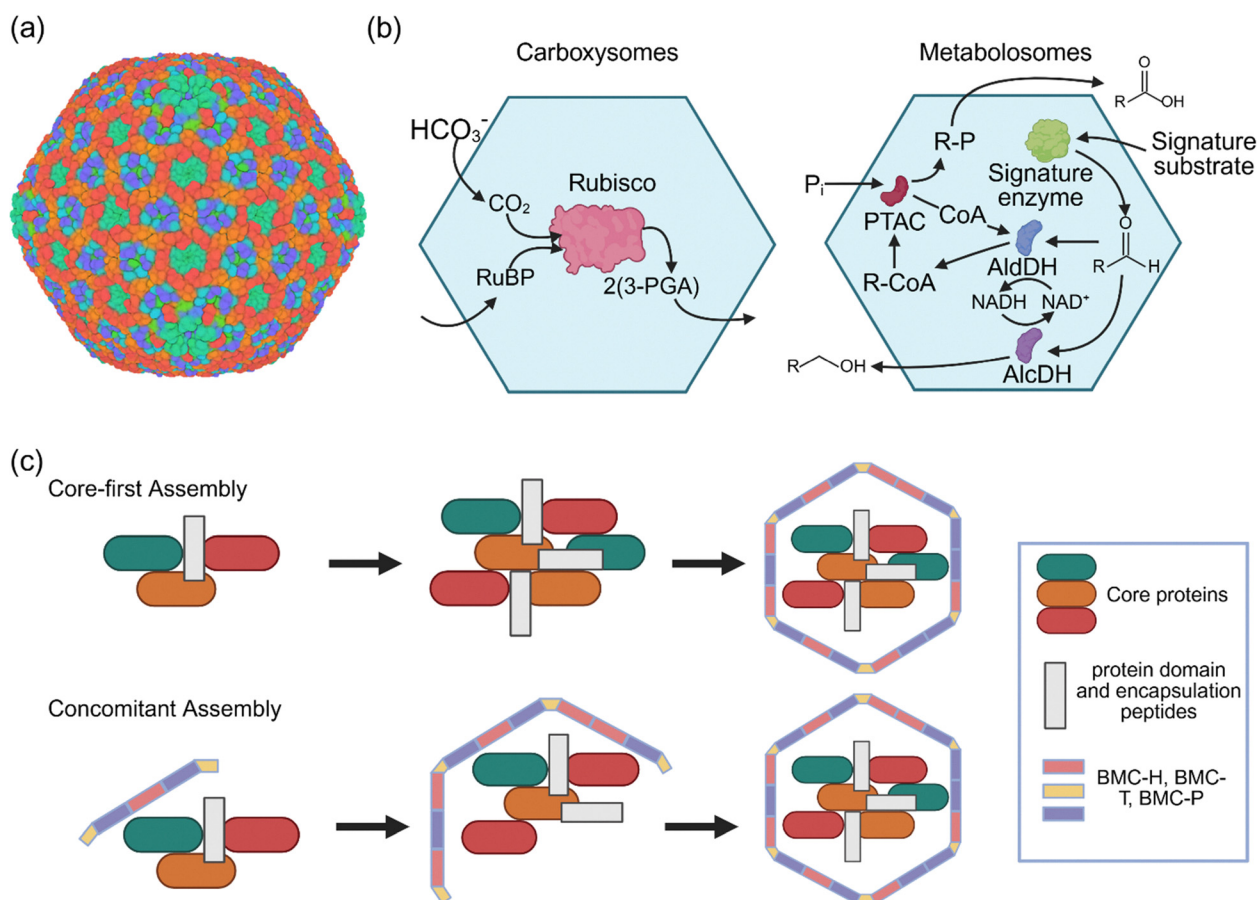 (a)
(b)
Carboxysomes
HCO₃⁻
CO₂
Rubisco
RuBP
2(3-PGA)
Metabolosomes
O
R
OH
R-P
Signature
substrate
Signature
enzyme
Pᵢ
PTAC
CoA
AldDH
R-CoA
O
R
H
NADH
NAD⁺
AlcDH
R
OH
(c)
Core-first Assembly
Concomitant Assembly
Core proteins
protein domain
and encapsulation
peptides
BMC-H, BMC-
T, BMC-P